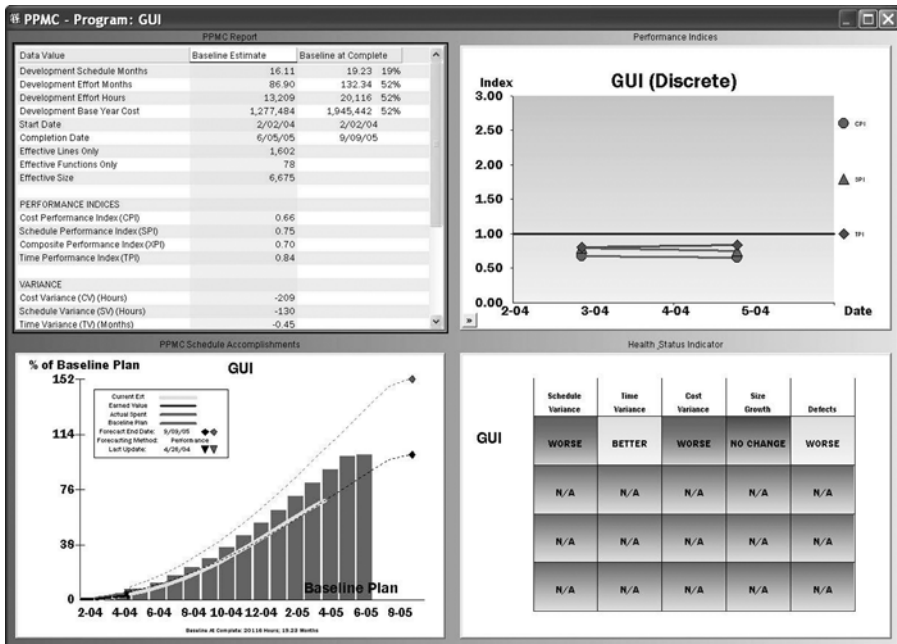 PPMC - Program: GUI
PPMC Report
Data Value Baseline Estimate Baseline at Complete
Development Schedule Months 16.11 19.23 19%
Development Effort Months 86.90 132.34 52%
Development Effort Hours 13,209 20,116 52%
Development Base Year Cost 1,277,484 1,945,442 52%
Start Date 2/02/04 2/02/04
Completion Date 6/05/05 9/09/05
Effective Lines Only 1,602
Effective Functions Only 78
Effective Size 6,675
PERFORMANCE INDICES
Cost Performance Index (CPI) 0.66
Schedule Performance Index (SPI) 0.75
Composite Performance Index (XPI) 0.70
Time Performance Index (TPI) 0.84
VARIANCE
Cost Variance (CV) (Hours) -209
Schedule Variance (SV) (Hours) -130
Time Variance (TV) (Months) -0.45
Performance Indices
Index
GUI (Discrete)
3.00
2.50
2.00
1.50
1.00
0.50
0.00
CPI
SPI
TPI
2-04 3-04 4-04 5-04 Date
PPMC Schedule Accomplishments
% of Baseline Plan
GUI
152
114
76
38
0
Current Est
Earned Value
Actual Spent
Baseline Plan
Forecast End Date: 9/09/05
Forecasting Method: Performance
Last Update: 4/28/04
Baseline Plan
2-04 4-04 6-04 8-04 10-04 12-04 2-05 4-05 6-05 8-05
Baseline At Complete: 20116 Hours, 19.23 Months
Health Status Indicator
Schedule Variance Time Variance Cost Variance Size Growth Defects
GUI WORSE BETTER WORSE NO CHANGE WORSE
N/A N/A N/A N/A N/A
N/A N/A N/A N/A N/A
N/A N/A N/A N/A N/A